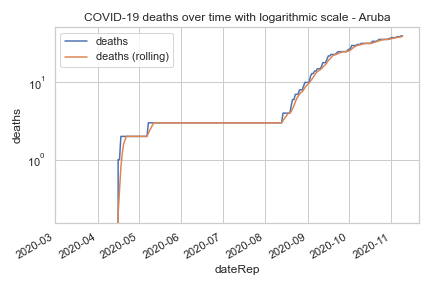 COVID-19 deaths over time with logarithmic scale - Aruba
deaths
deaths (rolling)
10¹
10⁰
deaths
2020-03
2020-04
2020-05
2020-06
2020-07
2020-08
2020-09
2020-10
2020-11
dateRep